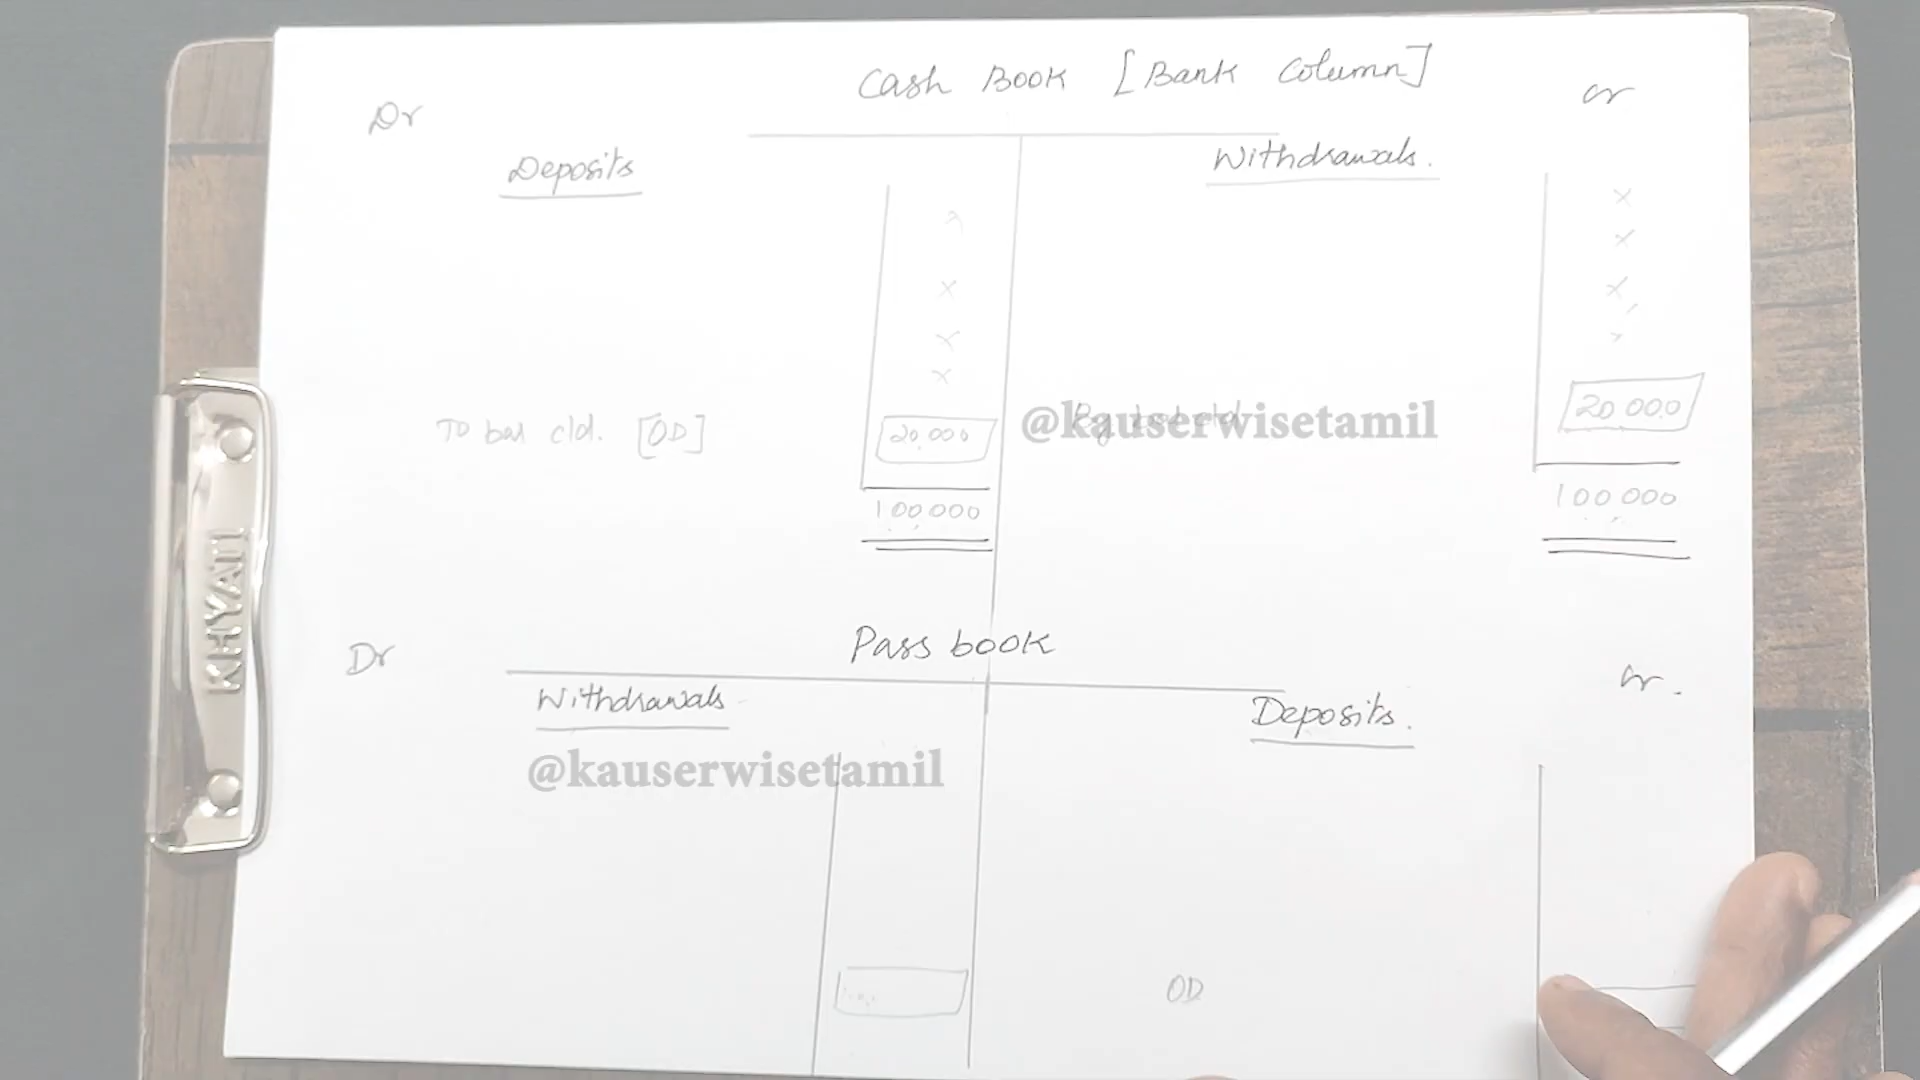 Cash Book [Bank Column]
Dr
Cr
Deposits
Withdrawals.
x
x
x
x
x
x
x
To bal c/d. [OD]
20,000
@kauserwisetamil
20,000
100,000
100,000
KHYATI
Dr
Pass book
Cr.
Withdrawals
Deposits.
@kauserwisetamil
OD